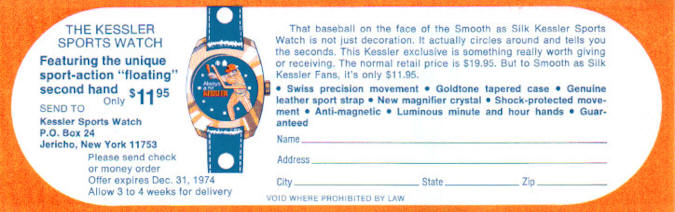 THE KESSLER
SPORTS WATCH
Featuring the unique
sport-action "floating"
second hand Only $11 95
SEND TO
Kessler Sports Watch
P.O. Box 24
Jericho, New York 11753
Please send check
or money order
Offer expires Dec. 31, 1974
Allow 3 to 4 weeks for delivery
Always
a hit
KESSLER
That baseball on the face of the Smooth as Silk Kessler Sports
Watch is not just decoration. It actually circles around and tells you
the seconds. This Kessler exclusive is something really worth giving
or receiving. The normal retail price is $19.95. But to Smooth as Silk
Kessler Fans, it's only $11.95.
• Swiss precision movement • Goldtone tapered case • Genuine
leather sport strap • New magnifier crystal • Shock-protected move-
ment • Anti-magnetic • Luminous minute and hour hands • Guar-
anteed
Name
Address
City State Zip
VOID WHERE PROHIBITED BY LAW